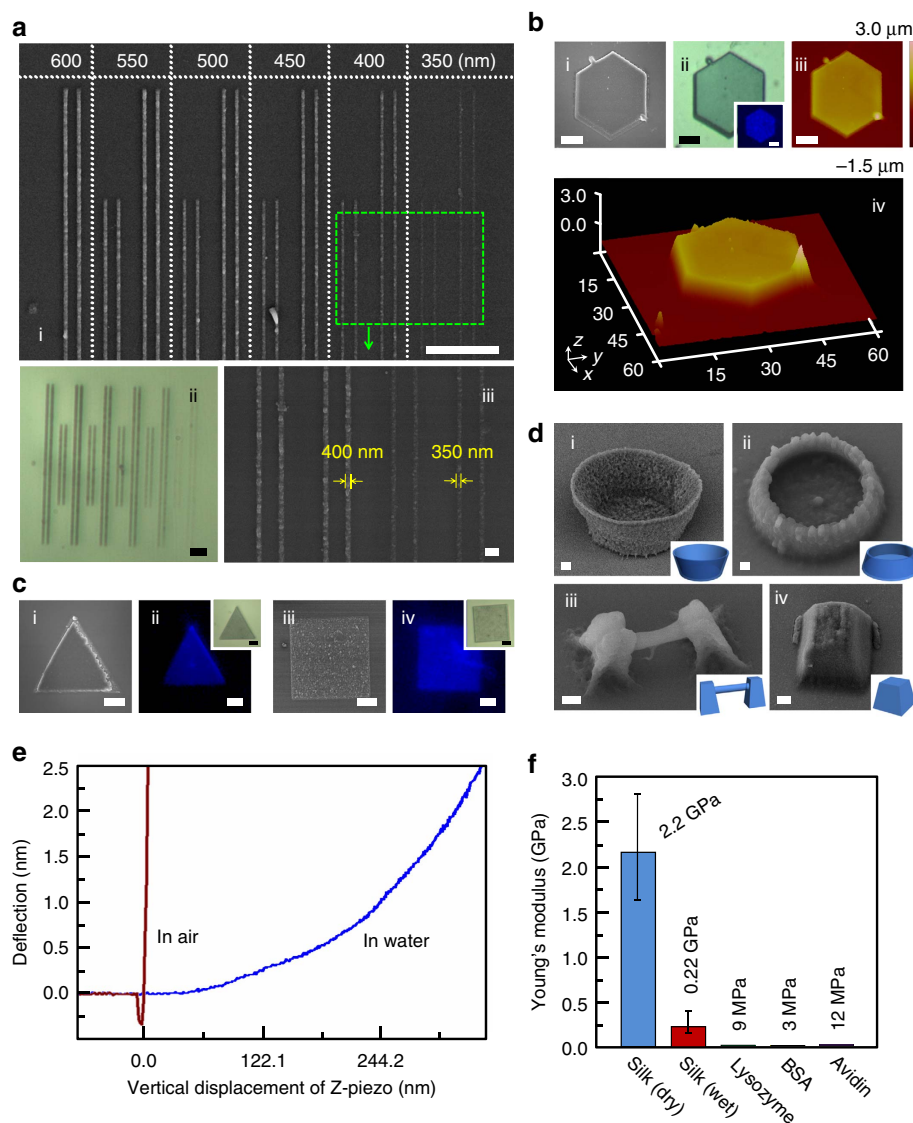 a
600 550 500 450 400 350 (nm)
i
ii
iii
400 nm
350 nm
b
3.0 μm
i
ii
iii
–1.5 μm
iv
3.0
0.0
15
30
45
60
15
30
45
60
z
y
x
c
i
ii
iii
iv
d
i
ii
iii
iv
e
2.5
2.0
1.5
1.0
0.5
0.0
Deflection (nm)
In air
In water
0.0 122.1 244.2
Vertical displacement of Z-piezo (nm)
f
3.0
2.5
2.0
1.5
1.0
0.5
0.0
Young's modulus (GPa)
2.2 GPa
0.22 GPa
9 MPa
3 MPa
12 MPa
Silk (dry)
Silk (wet)
Lysozyme
BSA
Avidin